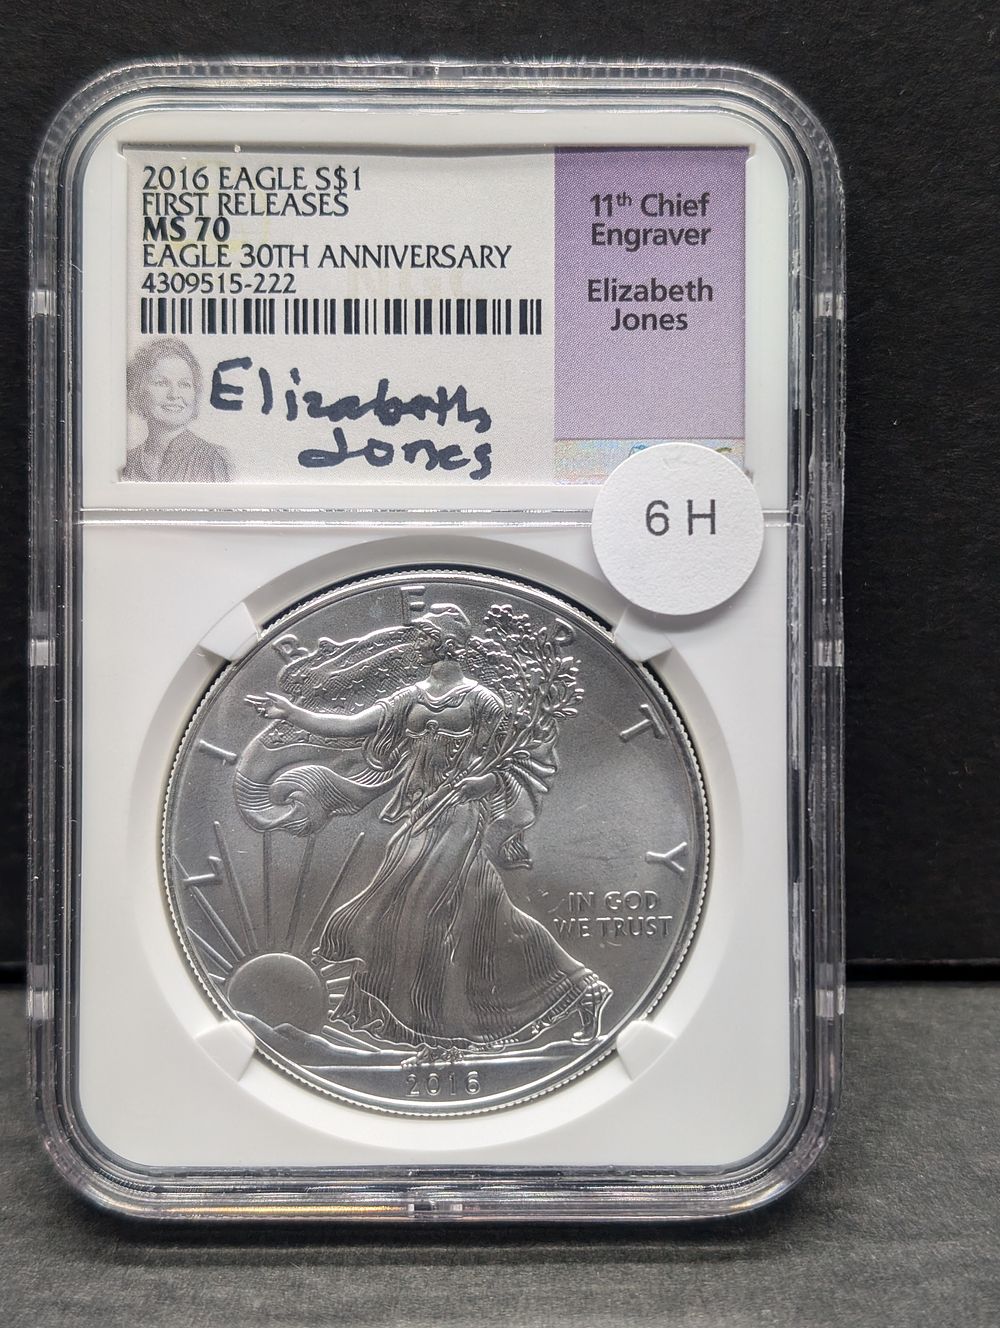 2016 EAGLE S$1
FIRST RELEASES
MS 70
EAGLE 30TH ANNIVERSARY
4309515-222
NGC
Elizabeth
Jones
11th Chief
Engraver
Elizabeth
Jones
6 H
LIBERTY
IN GOD
WE TRUST
2016